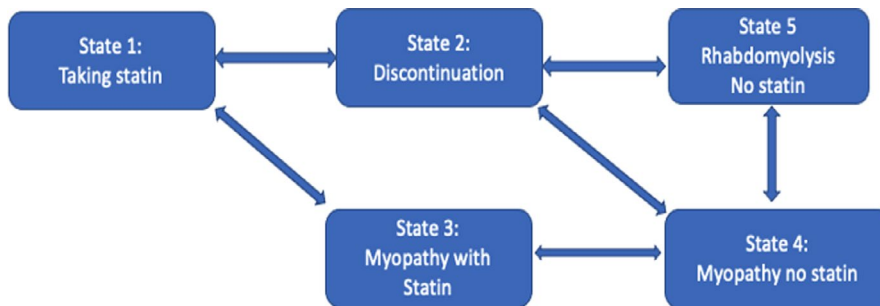 State 1:
Taking statin
State 2:
Discontinuation
State 5
Rhabdomyolysis
No statin
State 3:
Myopathy with
Statin
State 4:
Myopathy no statin